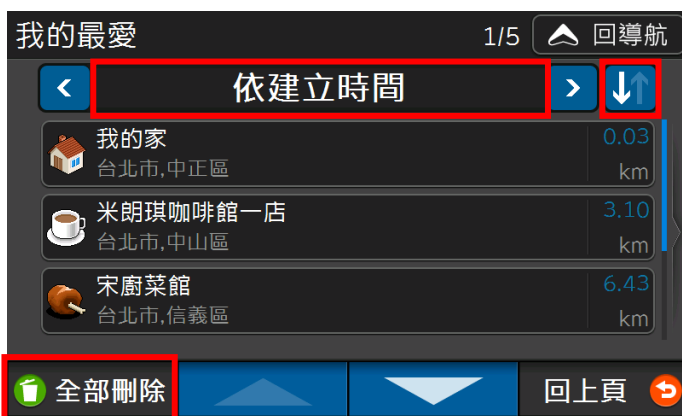 我的最愛 1/5 回導航
依建立時間
我的家 0.03
台北市,中正區 km
米朗琪咖啡館一店 3.10
台北市,中山區 km
宋廚菜館 6.43
台北市,信義區 km
全部刪除 回上頁